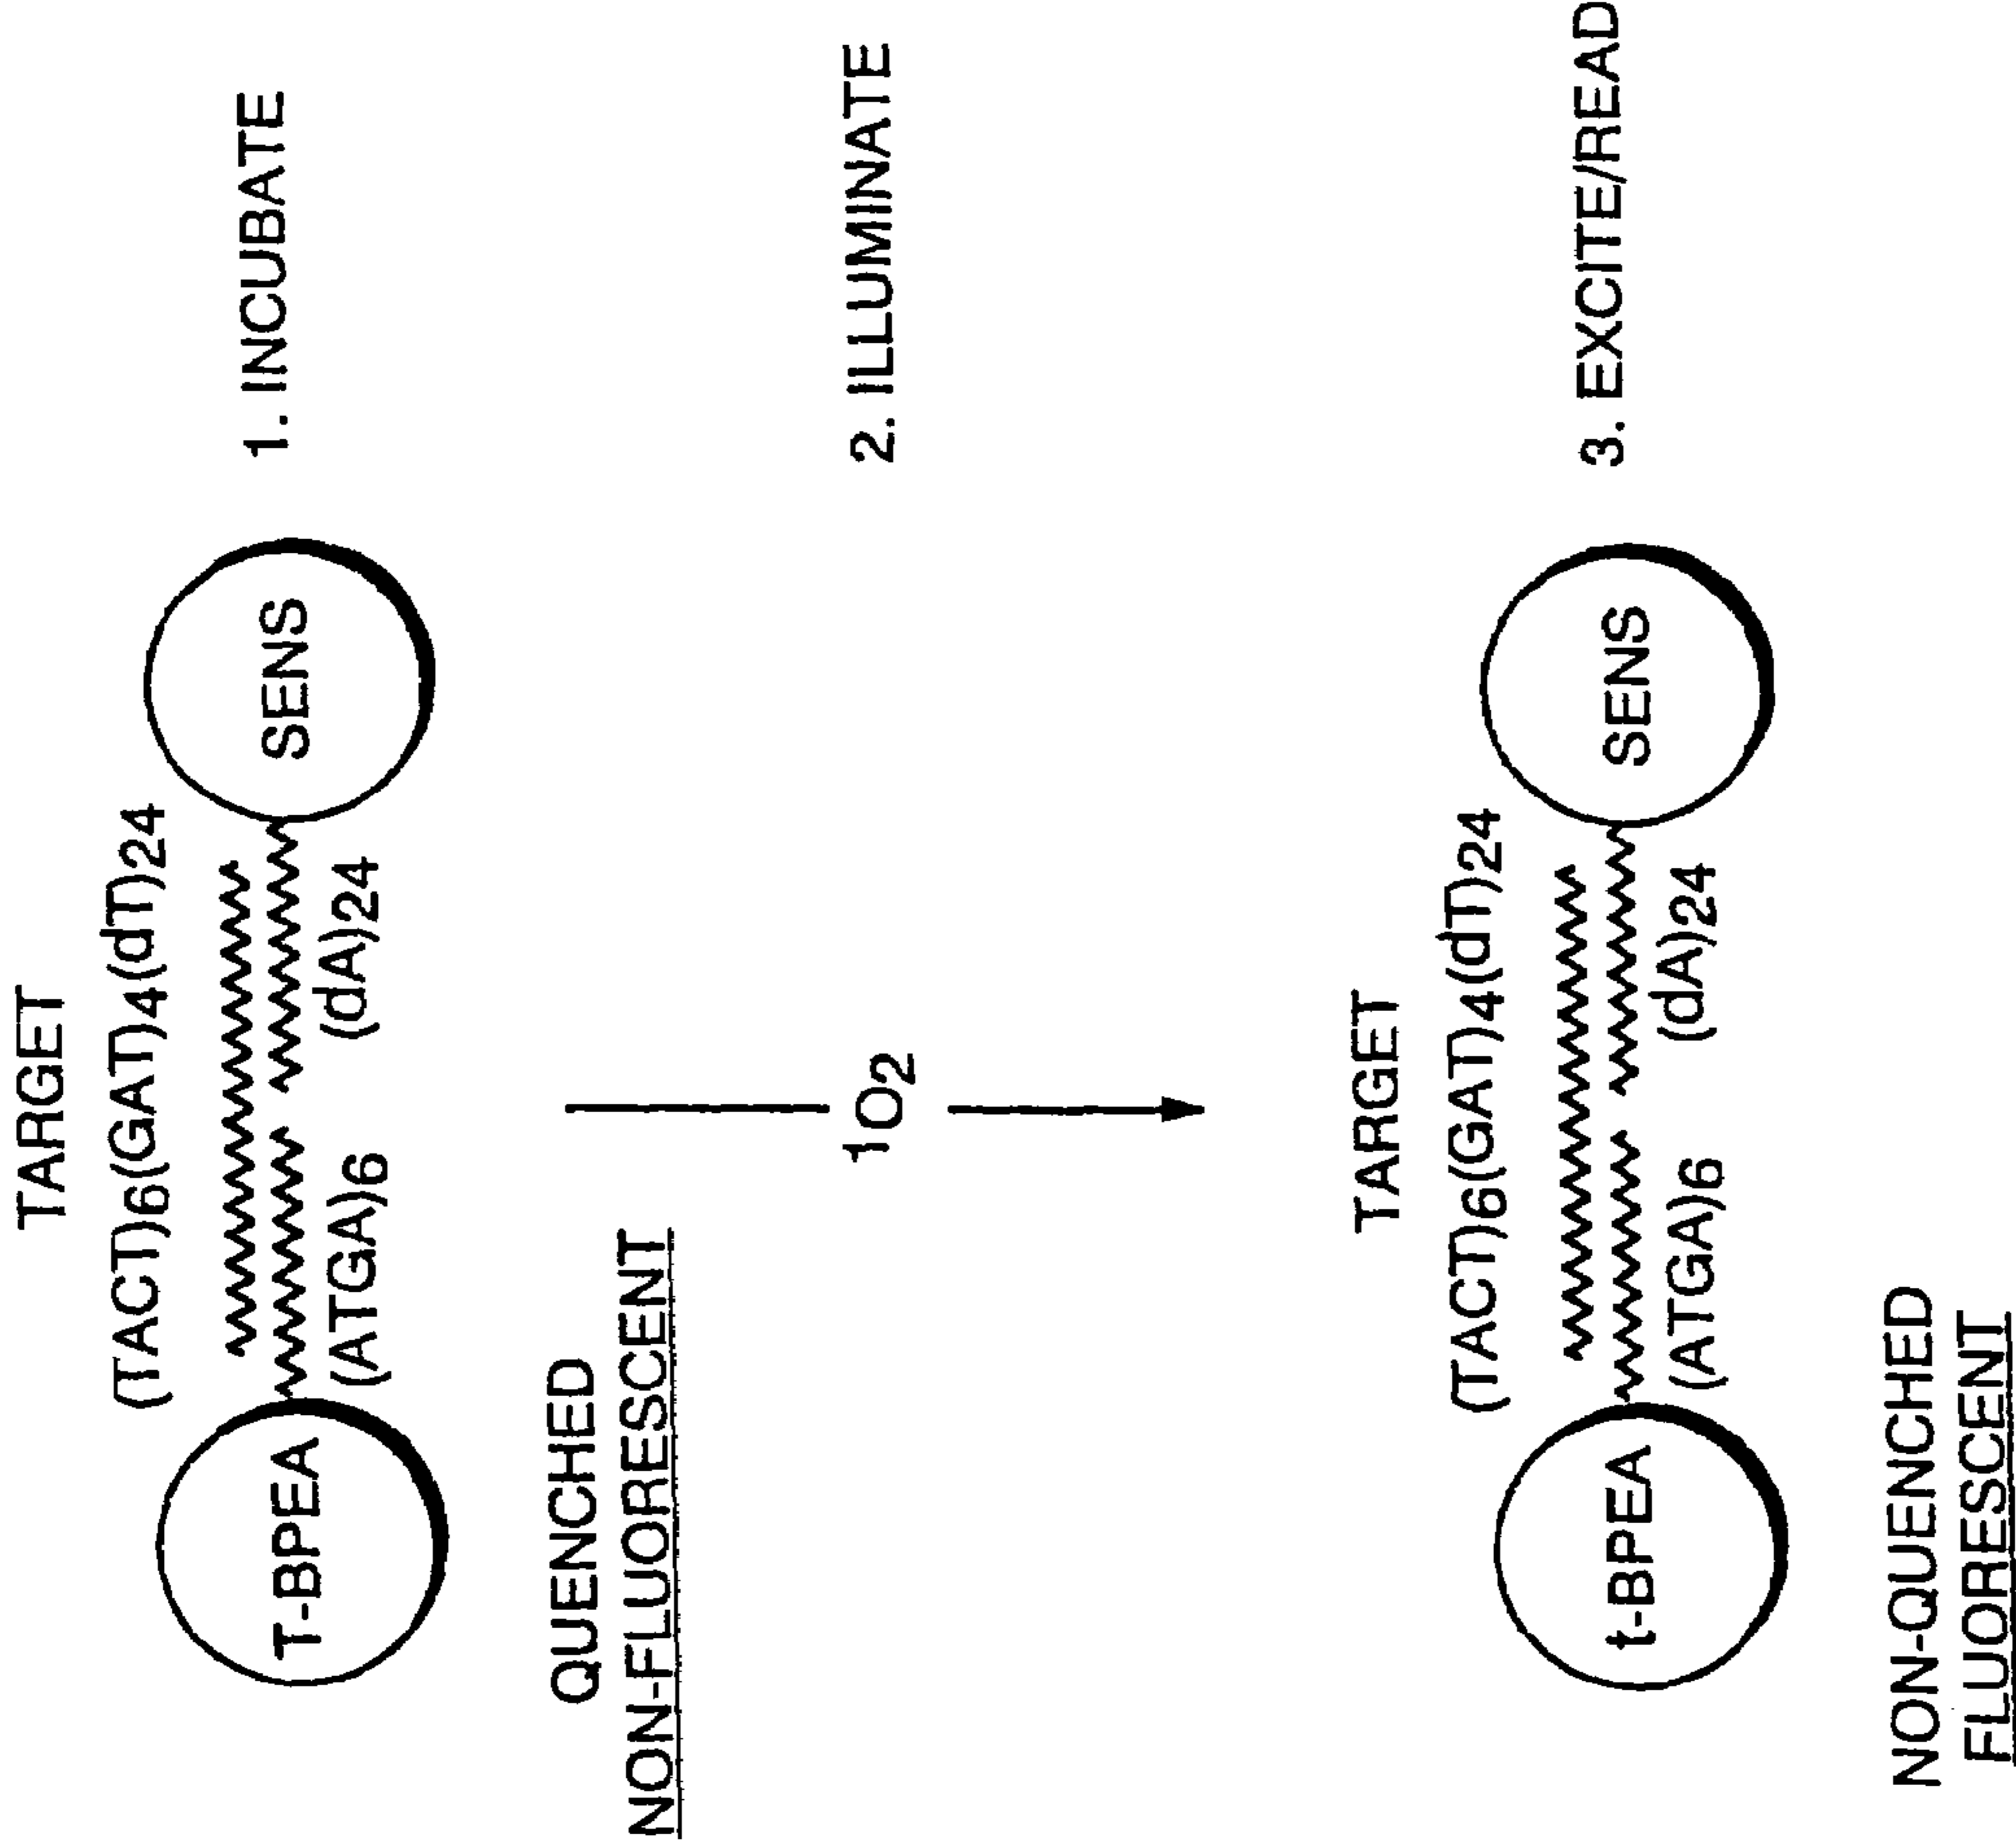 TARGET
(TACT)6(GAT)4(dT)24
T-BPEA
SENS
1. INCUBATE
(ATGA)6
(dA)24
QUENCHED
NON-FLUORESCENT
1O2
2. ILLUMINATE
TARGET
(TACT)6(GAT)4(dT)24
t-BPEA
SENS
3. EXCITE/READ
(ATGA)6
(dA)24
NON-QUENCHED
FLUORESCENT